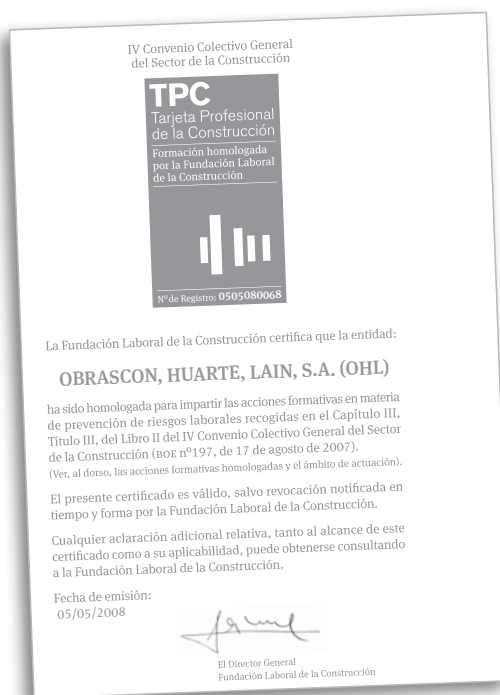 IV Convenio Colectivo General
del Sector de la Construcción
TPC
Tarjeta Profesional
de la Construcción
Formación homologada
por la Fundación Laboral
de la Construcción
Nº de Registro: 0505080068
La Fundación Laboral de la Construcción certifica que la entidad:
OBRASCON, HUARTE, LAIN, S.A. (OHL)
ha sido homologada para impartir las acciones formativas en materia
de prevención de riesgos laborales recogidas en el Capítulo III,
Título III, del Libro II del IV Convenio Colectivo General del Sector
de la Construcción (BOE nº197, de 17 de agosto de 2007).
(Ver, al dorso, las acciones formativas homologadas y el ámbito de actuación).
El presente certificado es válido, salvo revocación notificada en
tiempo y forma por la Fundación Laboral de la Construcción.
Cualquier aclaración adicional relativa, tanto al alcance de este
certificado como a su aplicabilidad, puede obtenerse consultando
a la Fundación Laboral de la Construcción.
Fecha de emisión:
05/05/2008
El Director General
Fundación Laboral de la Construcción